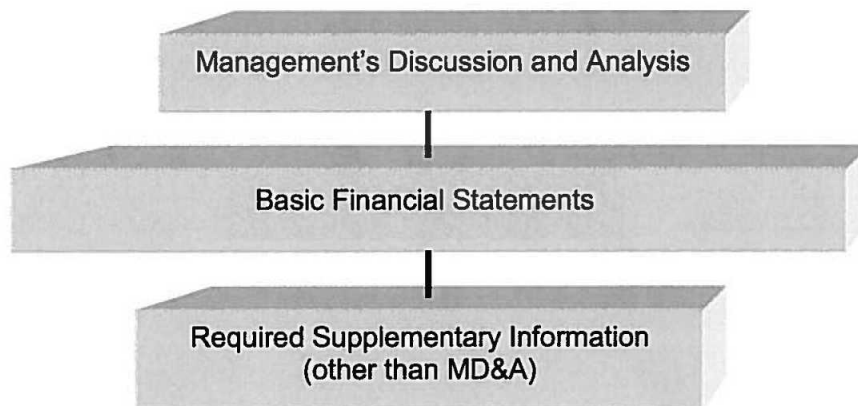 Management's Discussion and Analysis
Basic Financial Statements
Required Supplementary Information
(other than MD&A)